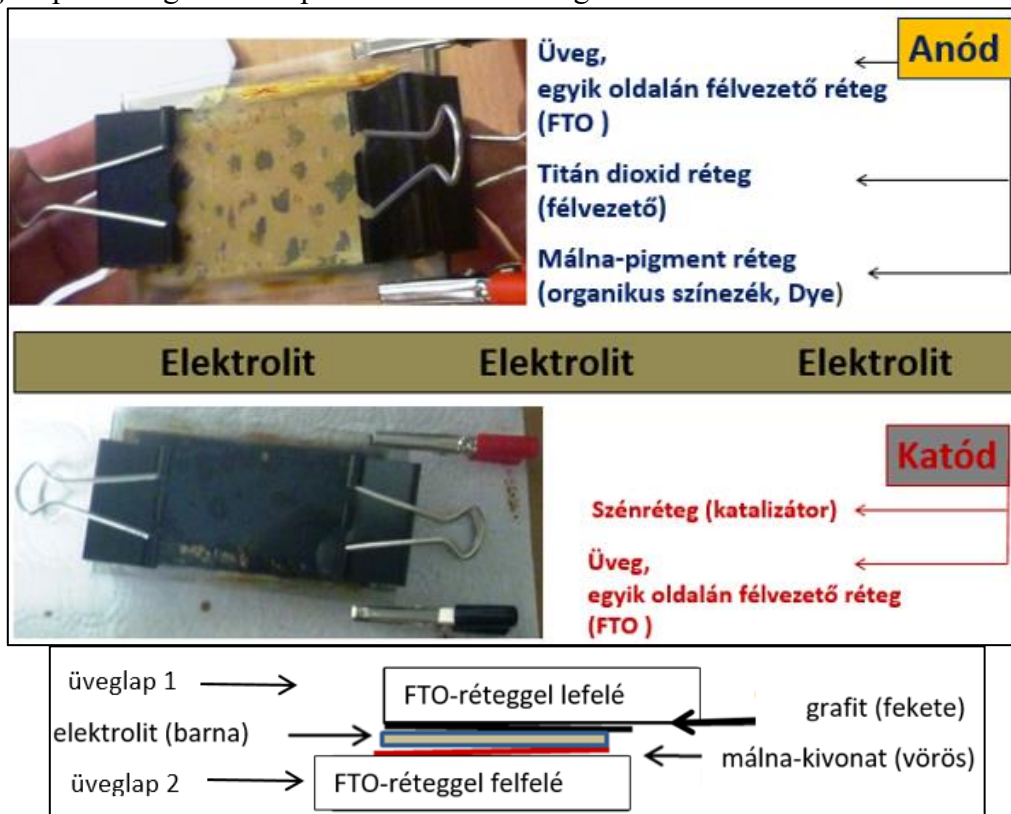 Üveg,
egyik oldalán félvezető réteg
(FTO )
Anód
Titán dioxid réteg
(félvezető)
Málna-pigment réteg
(organikus színezék, Dye)
Elektrolit Elektrolit Elektrolit
Katód
Szénréteg (katalizátor)
Üveg,
egyik oldalán félvezető réteg
(FTO )
üveglap 1
FTO-réteggel lefelé
grafit (fekete)
elektrolit (barna)
málna-kivonat (vörös)
üveglap 2
FTO-réteggel felfelé